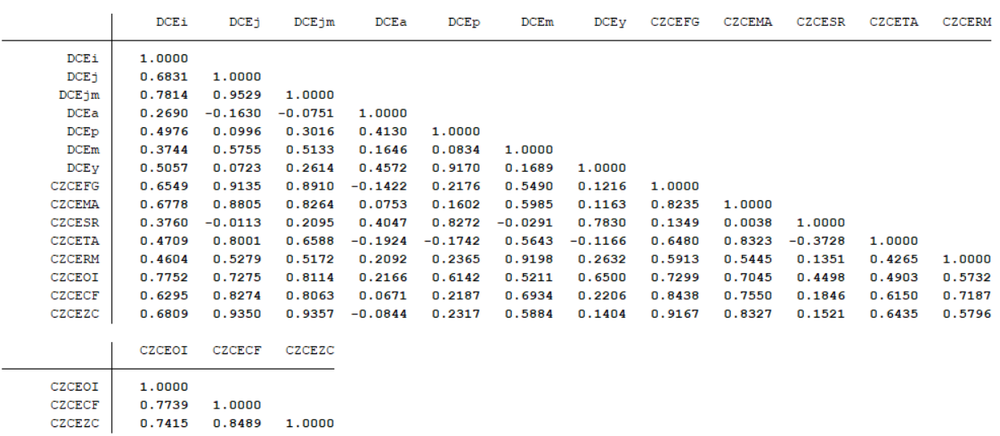 DCEi DCEj DCEjm DCEa DCEp DCEm DCEy CZCEFG CZCEMA CZCESR CZCETA CZCERM
DCEi 1.0000
DCEj 0.6831 1.0000
DCEjm 0.7814 0.9529 1.0000
DCEa 0.2690 -0.1630 -0.0751 1.0000
DCEp 0.4976 0.0996 0.3016 0.4130 1.0000
DCEm 0.3744 0.5755 0.5133 0.1646 0.0834 1.0000
DCEy 0.5057 0.0723 0.2614 0.4572 0.9170 0.1689 1.0000
CZCEFG 0.6549 0.9135 0.8910 -0.1422 0.2176 0.5490 0.1216 1.0000
CZCEMA 0.6778 0.8805 0.8264 0.0753 0.1602 0.5985 0.1163 0.8235 1.0000
CZCESR 0.3760 -0.0113 0.2095 0.4047 0.8272 -0.0291 0.7830 0.1349 0.0038 1.0000
CZCETA 0.4709 0.8001 0.6588 -0.1924 -0.1742 0.5643 -0.1166 0.6480 0.8323 -0.3728 1.0000
CZCERM 0.4604 0.5279 0.5172 0.2092 0.2365 0.9198 0.2632 0.5913 0.5445 0.1351 0.4265 1.0000
CZCEOI 0.7752 0.7275 0.8114 0.2166 0.6142 0.5211 0.6500 0.7299 0.7045 0.4498 0.4903 0.5732
CZCECF 0.6295 0.8274 0.8063 0.0671 0.2187 0.6934 0.2206 0.8438 0.7550 0.1846 0.6150 0.7187
CZCEZC 0.6809 0.9350 0.9357 -0.0844 0.2317 0.5884 0.1404 0.9167 0.8327 0.1521 0.6435 0.5796
CZCEOI CZCECF CZCEZC
CZCEOI 1.0000
CZCECF 0.7739 1.0000
CZCEZC 0.7415 0.8489 1.0000